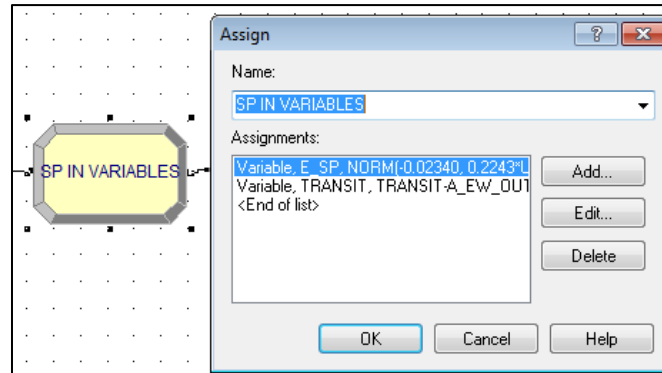 Assign
Name:
SP IN VARIABLES
SP IN VARIABLES
Assignments:
Variable, E_SP, NORM(-0.02340, 0.2243*L
Variable, TRANSIT, TRANSIT-A_EW_OUT
<End of list>
Add...
Edit...
Delete
OK
Cancel
Help